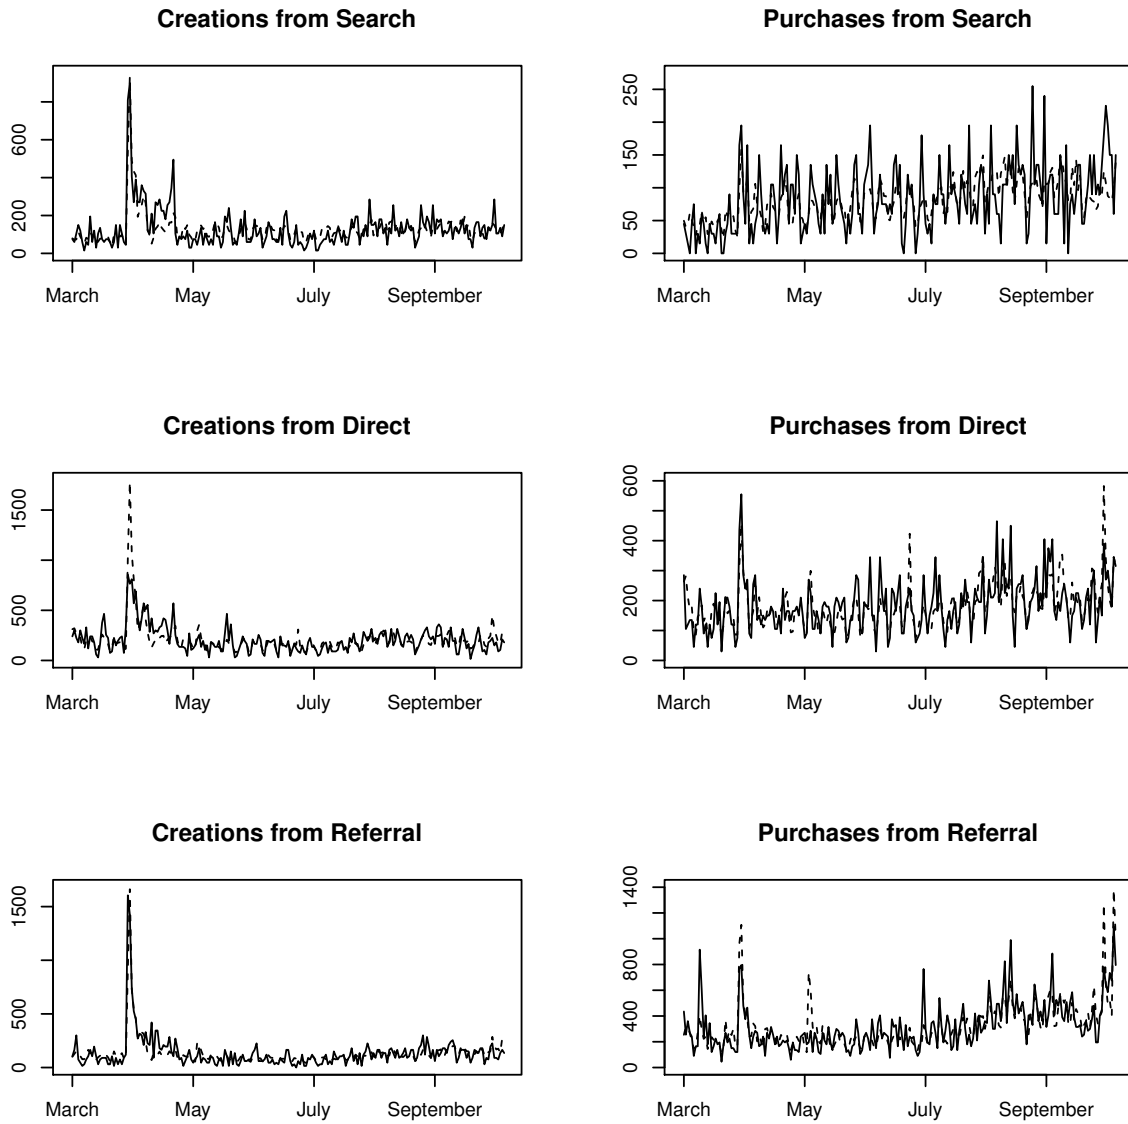 Creations from Search
600
200
0
March May July September
Purchases from Search
250
150
50
0
March May July September
Creations from Direct
1500
500
0
March May July September
Purchases from Direct
600
400
200
0
March May July September
Creations from Referral
1500
500
0
March May July September
Purchases from Referral
1400
800
400
0
March May July September